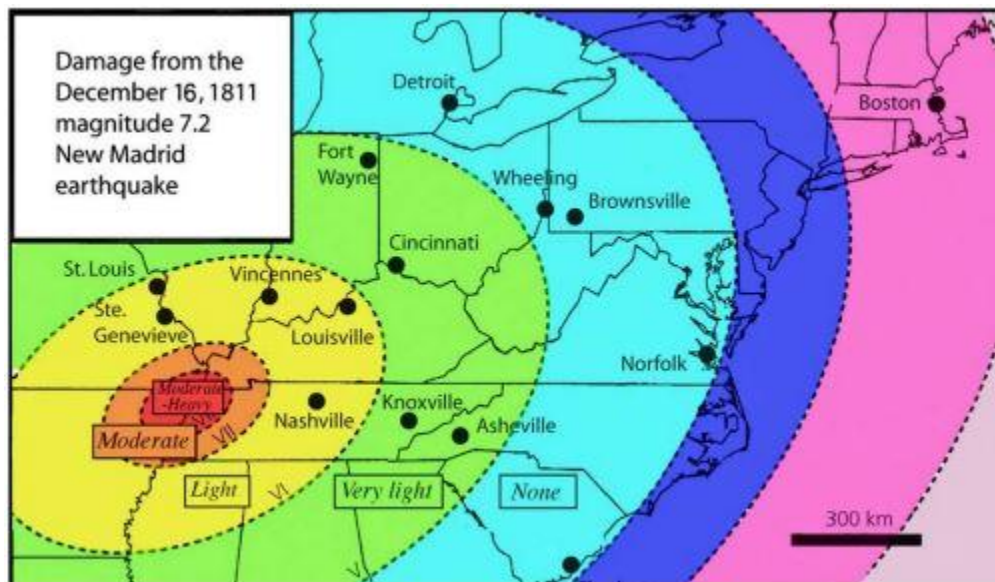 Damage from the
December 16, 1811
magnitude 7.2
New Madrid
earthquake
Detroit
Boston
Fort
Wayne
Wheeling
Brownsville
Cincinnati
St. Louis
Vincennes
Ste.
Genevieve
Louisville
Norfolk
Moderate
-Heavy
VII
Moderate
Nashville
Knoxville
Asheville
Light
VI
Very light
V
None
300 km